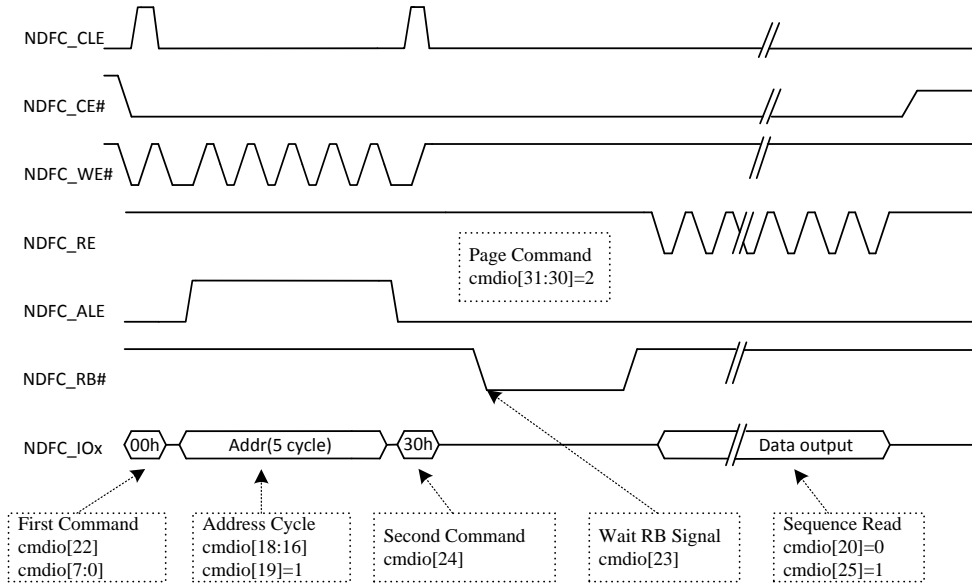 NDFC_CLE
NDFC_CE#
NDFC_WE#
NDFC_RE
Page Command
cmdio[31:30]=2
NDFC_ALE
NDFC_RB#
NDFC_IOx
00h
Addr(5 cycle)
30h
Data output
First Command
cmdio[22]
cmdio[7:0]
Address Cycle
cmdio[18:16]
cmdio[19]=1
Second Command
cmdio[24]
Wait RB Signal
cmdio[23]
Sequence Read
cmdio[20]=0
cmdio[25]=1